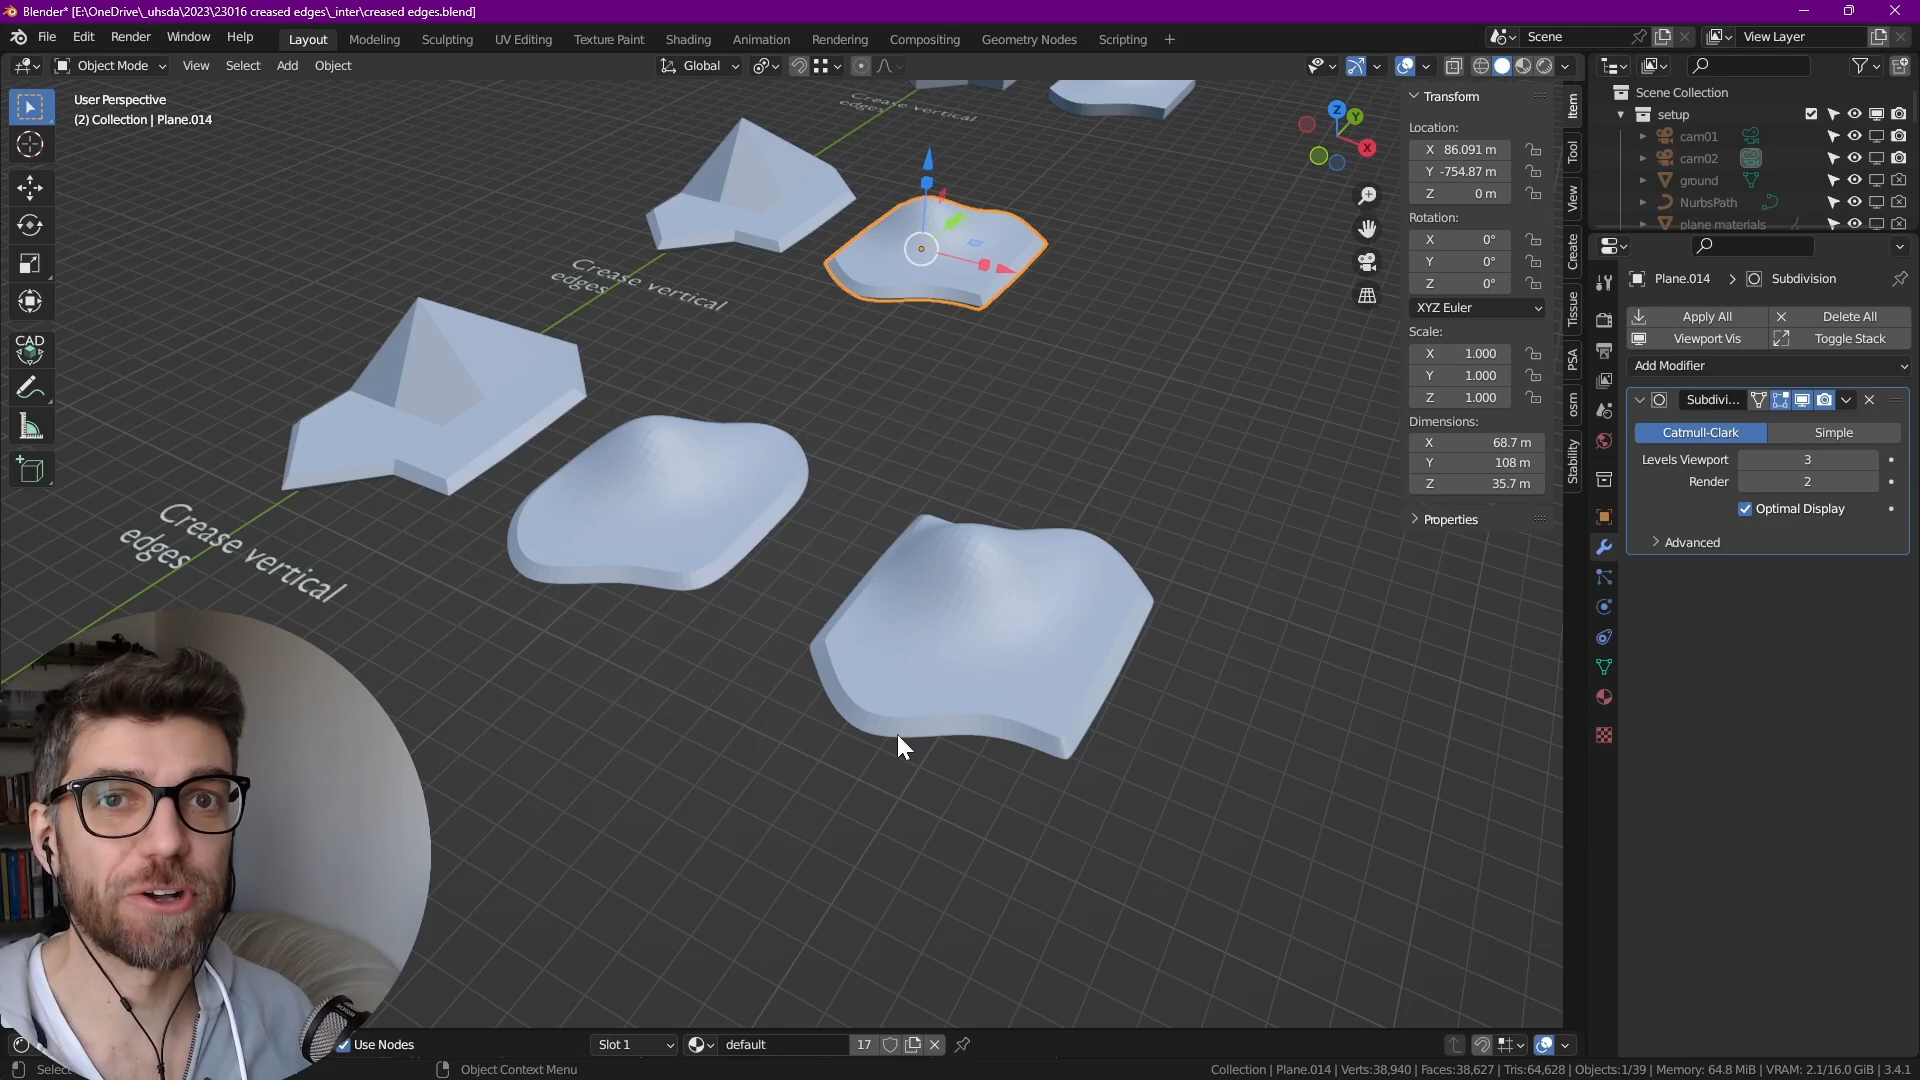 Blender* [E:\OneDrive\_uhsda\2023\23016 creased edges\_inter\creased edges.blend]
File Edit Render Window Help
Layout Modeling Sculpting UV Editing Texture Paint Shading Animation Rendering Compositing Geometry Nodes Scripting +
Scene
View Layer
Object Mode View Select Add Object
Global
User Perspective
(2) Collection | Plane.014
Crease vertical
edges
Crease vertical
edges
Crease vertical
edges
CAD
Z
Y
X
Transform
Location:
X 86.091 m
Y -754.87 m
Z 0 m
Rotation:
X 0°
Y 0°
Z 0°
XYZ Euler
Scale:
X 1.000
Y 1.000
Z 1.000
Dimensions:
X 68.7 m
Y 108 m
Z 35.7 m
Properties
Item
Tool
View
Create
Tissue
PSA
osm
Stability
Scene Collection
setup
cam01
cam02
ground
NurbsPath
plane materials
Plane.014 > Subdivision
Apply All
Delete All
Viewport Vis
Toggle Stack
Add Modifier
Subdivi...
Catmull-Clark
Simple
Levels Viewport 3
Render 2
Optimal Display
Advanced
Use Nodes
Slot 1
default
17
Select
Object Context Menu
Collection | Plane.014 | Verts:38,940 | Faces:38,627 | Tris:64,628 | Objects:1/39 | Memory: 64.8 MiB | VRAM: 2.1/16.0 GiB | 3.4.1